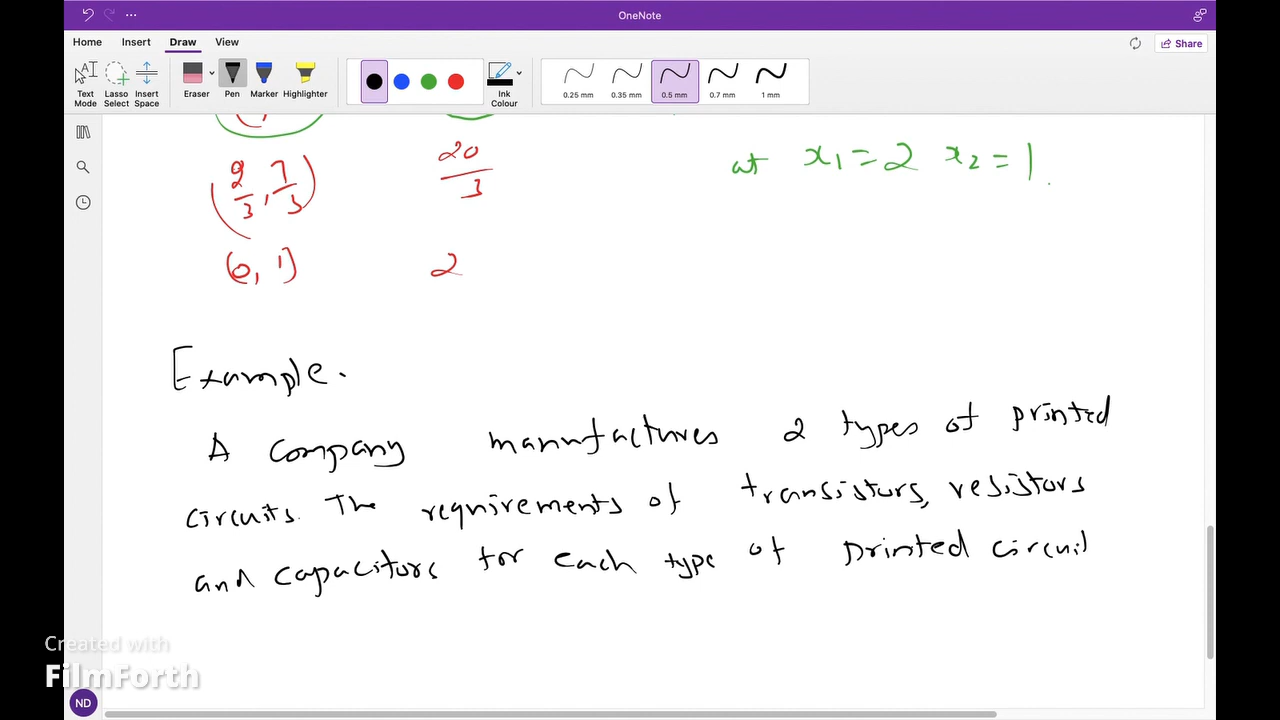 OneNote
Home Insert Draw View
Share
Text Mode
Lasso Select
Insert Space
Eraser
Pen
Marker
Highlighter
Ink Colour
0.25 mm
0.35 mm
0.5 mm
0.7 mm
1 mm
at x₁ = 2 x₂ = 1
(2/3, 7/3) 20/3
(0, 1) 2
Example.
A company manufactures 2 types of printed
circuits. The requirements of transistors, resistors
and capacitors for each type of printed circuit
Created with
FilmForth
ND